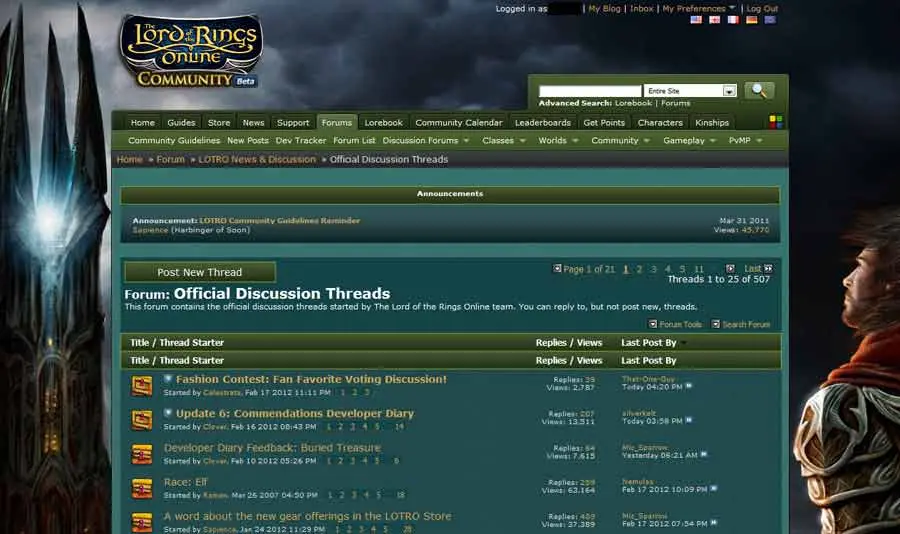 Logged in as | My Blog | Inbox | My Preferences | Log Out
The
Lord of the Rings
Online
COMMUNITY Beta
Entire Site
Advanced Search: Lorebook | Forums
Home Guides Store News Support Forums Lorebook Community Calendar Leaderboards Get Points Characters Kinships
Community Guidelines New Posts Dev Tracker Forum List Discussion Forums Classes Worlds Community Gameplay PvMP
Home » Forum » LOTRO News & Discussion » Official Discussion Threads
Announcements
Announcement: LOTRO Community Guidelines Reminder Mar 31 2011
Sapience (Harbinger of Soon) Views: 45,770
Post New Thread Page 1 of 21 1 2 3 4 5 11 Last
Threads 1 to 25 of 507
Forum: Official Discussion Threads
This forum contains the official discussion threads started by The Lord of the Rings Online team. You can reply to, but not post new, threads.
Forum Tools Search Forum
Title / Thread Starter Replies / Views Last Post By
Title / Thread Starter Replies / Views Last Post By
Fashion Contest: Fan Favorite Voting Discussion! Replies: 39 That-One-Guy
Started by Celestrata, Feb 17 2012 11:11 PM 1 2 3 Views: 2,787 Today 04:20 PM
Update 6: Commendations Developer Diary Replies: 207 silverkelt
Started by Clover, Feb 16 2012 08:43 PM 1 2 3 4 5 14 Views: 13,511 Today 03:58 PM
Developer Diary Feedback: Buried Treasure Replies: 64 Mic_Sparrow
Started by Clover, Feb 10 2012 05:26 PM 1 2 3 4 5 6 Views: 7,615 Yesterday 06:21 AM
Race: Elf Replies: 259 Nemulas
Started by Ramen, Mar 26 2007 04:50 PM 1 2 3 4 5 18 Views: 63,164 Feb 17 2012 10:09 PM
A word about the new gear offerings in the LOTRO Store Replies: 409 Mic_Sparrow
Started by Sapience, Jan 24 2012 11:29 PM 1 2 3 4 5 28 Views: 37,389 Feb 17 2012 07:54 PM